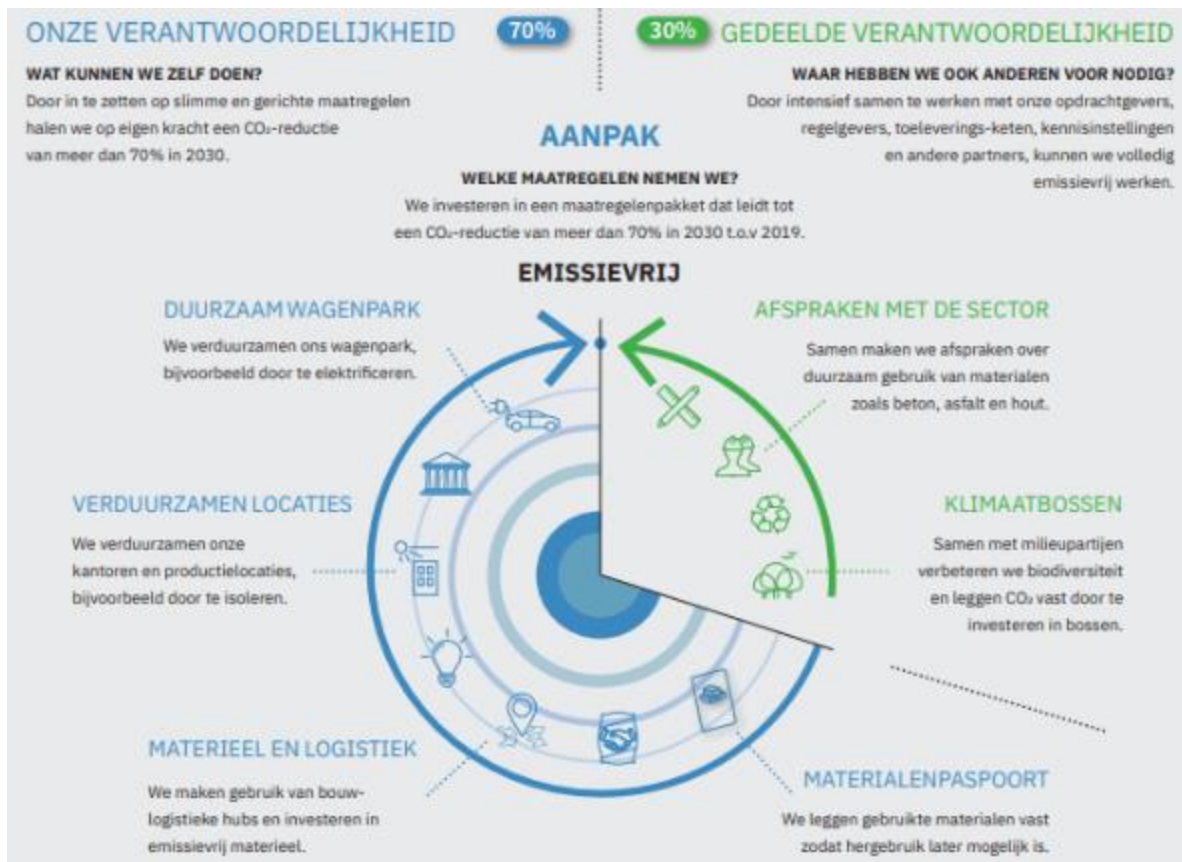 ONZE VERANTWOORDELIJKHEID
70%
WAT KUNNEN WE ZELF DOEN?
Door in te zetten op slimme en gerichte maatregelen
halen we op eigen kracht een CO₂-reductie
van meer dan 70% in 2030.
30%
GEDEELDE VERANTWOORDELIJKHEID
WAAR HEBBEN WE OOK ANDEREN VOOR NODIG?
Door intensief samen te werken met onze opdrachtgevers,
regelgevers, toeleverings-keten, kennisinstellingen
en andere partners, kunnen we volledig
emissievrij werken.
AANPAK
WELKE MAATREGELEN NEMEN WE?
We investeren in een maatregelenpakket dat leidt tot
een CO₂-reductie van meer dan 70% in 2030 t.o.v 2019.
EMISSIEVRIJ
DUURZAAM WAGENPARK
We verduurzamen ons wagenpark,
bijvoorbeeld door te elektrificeren.
AFSPRAKEN MET DE SECTOR
Samen maken we afspraken over
duurzaam gebruik van materialen
zoals beton, asfalt en hout.
VERDUURZAMEN LOCATIES
We verduurzamen onze
kantoren en productielocaties,
bijvoorbeeld door te isoleren.
KLIMAATBOSSEN
Samen met milieupartijen
verbeteren we biodiversiteit
en leggen CO₂ vast door te
investeren in bossen.
MATERIEEL EN LOGISTIEK
We maken gebruik van bouw-
logistieke hubs en investeren in
emissievrij materieel.
MATERIALENPASPOORT
We leggen gebruikte materialen vast
zodat hergebruik later mogelijk is.